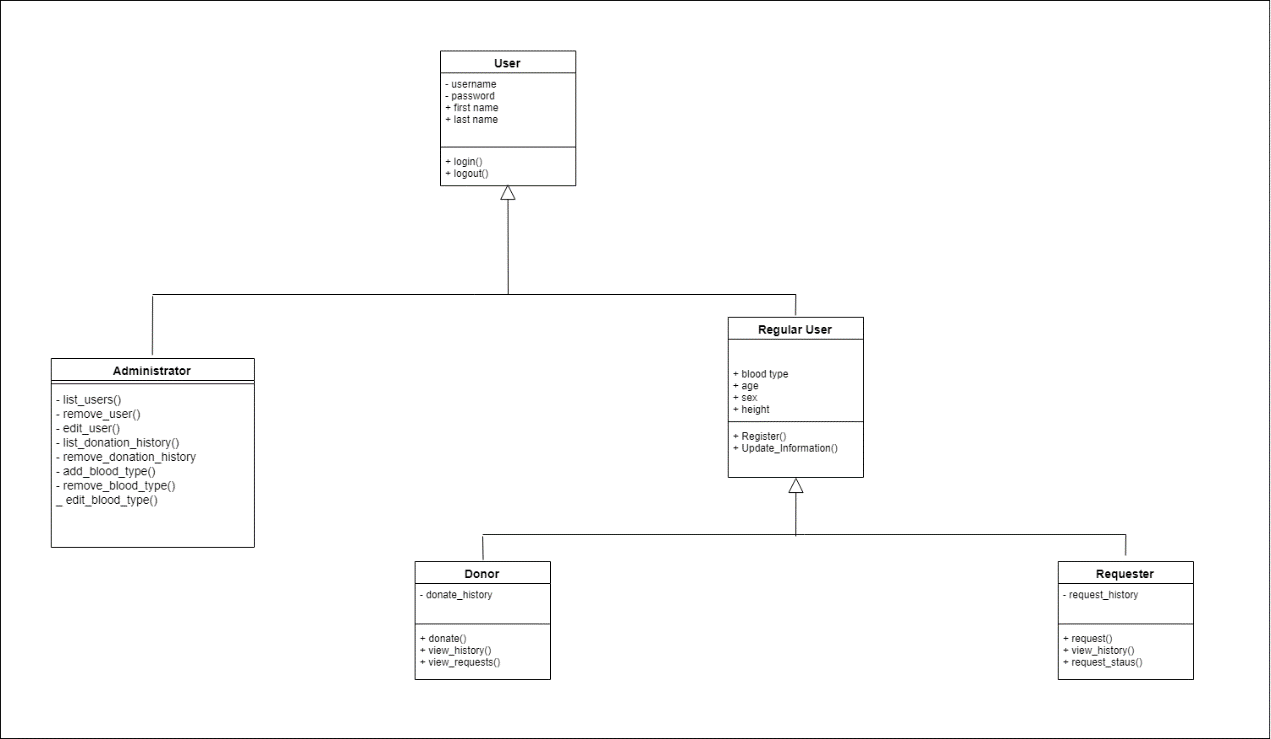 User
- username
- password
+ first name
+ last name
+ login()
+ logout()
Administrator
- list_users()
- remove_user()
- edit_user()
- list_donation_history()
- remove_donation_history
- add_blood_type()
- remove_blood_type()
_ edit_blood_type()
Regular User
+ blood type
+ age
+ sex
+ height
+ Register()
+ Update_Information()
Donor
- donate_history
+ donate()
+ view_history()
+ view_requests()
Requester
- request_history
+ request()
+ view_history()
+ request_staus()